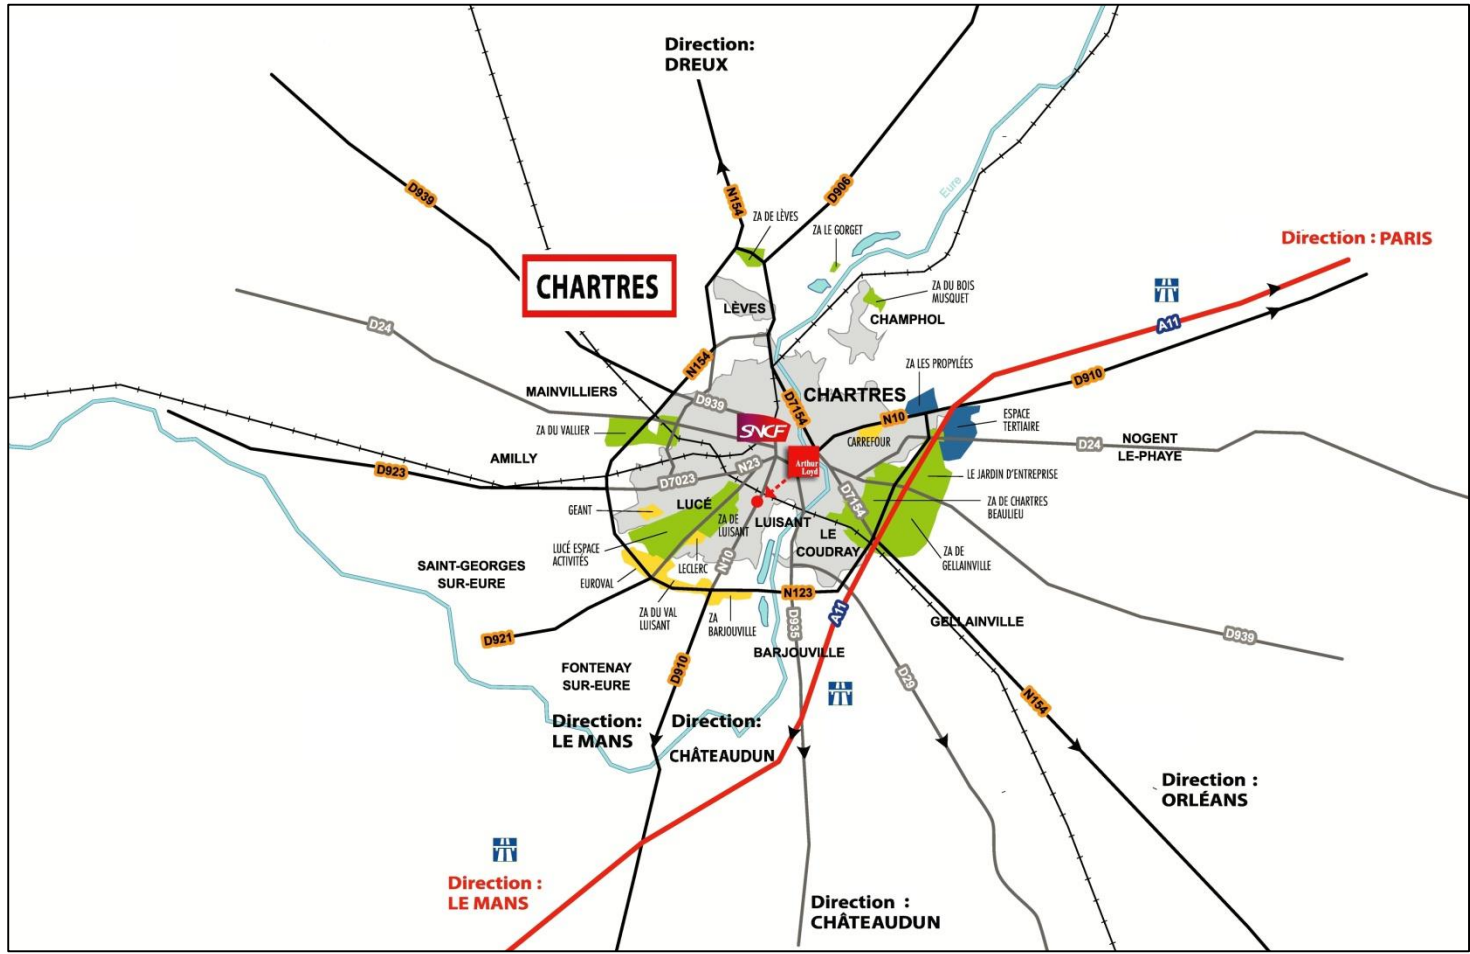 Direction:
DREUX
D939
N154
D906
Eure
ZA DE LÈVES
ZA LE GORGET
Direction : PARIS
CHARTRES
ZA DU BOIS
MUSQUET
LÈVES
CHAMPHOL
A11
D24
N154
ZA LES PROPYLÉES
D910
MAINVILLIERS
D939
CHARTRES
D7154
N10
ESPACE
TERTIAIRE
SNCF
ZA DU VALLIER
CARREFOUR
D24
NOGENT
LE-PHAYE
AMILLY
D923
N23
Arthur
Loyd
D7023
LE JARDIN D'ENTREPRISE
D7154
GEANT
LUCÉ
ZA DE
LUISANT
LUISANT
ZA DE CHARTRES
BEAULIEU
LE
COUDRAY
LUCÉ ESPACE
ACTIVITÉS
ZA DE
GELLAINVILLE
SAINT-GEORGES
SUR-EURE
EUROVAL
LECLERC
N10
N123
ZA DU VAL
LUISANT
ZA
BARJOUVILLE
D935
A11
GELLAINVILLE
D921
D939
BARJOUVILLE
FONTENAY
SUR-EURE
D910
D29
N154
Direction:
LE MANS
Direction:
CHÂTEAUDUN
Direction :
ORLÉANS
Direction :
LE MANS
Direction :
CHÂTEAUDUN